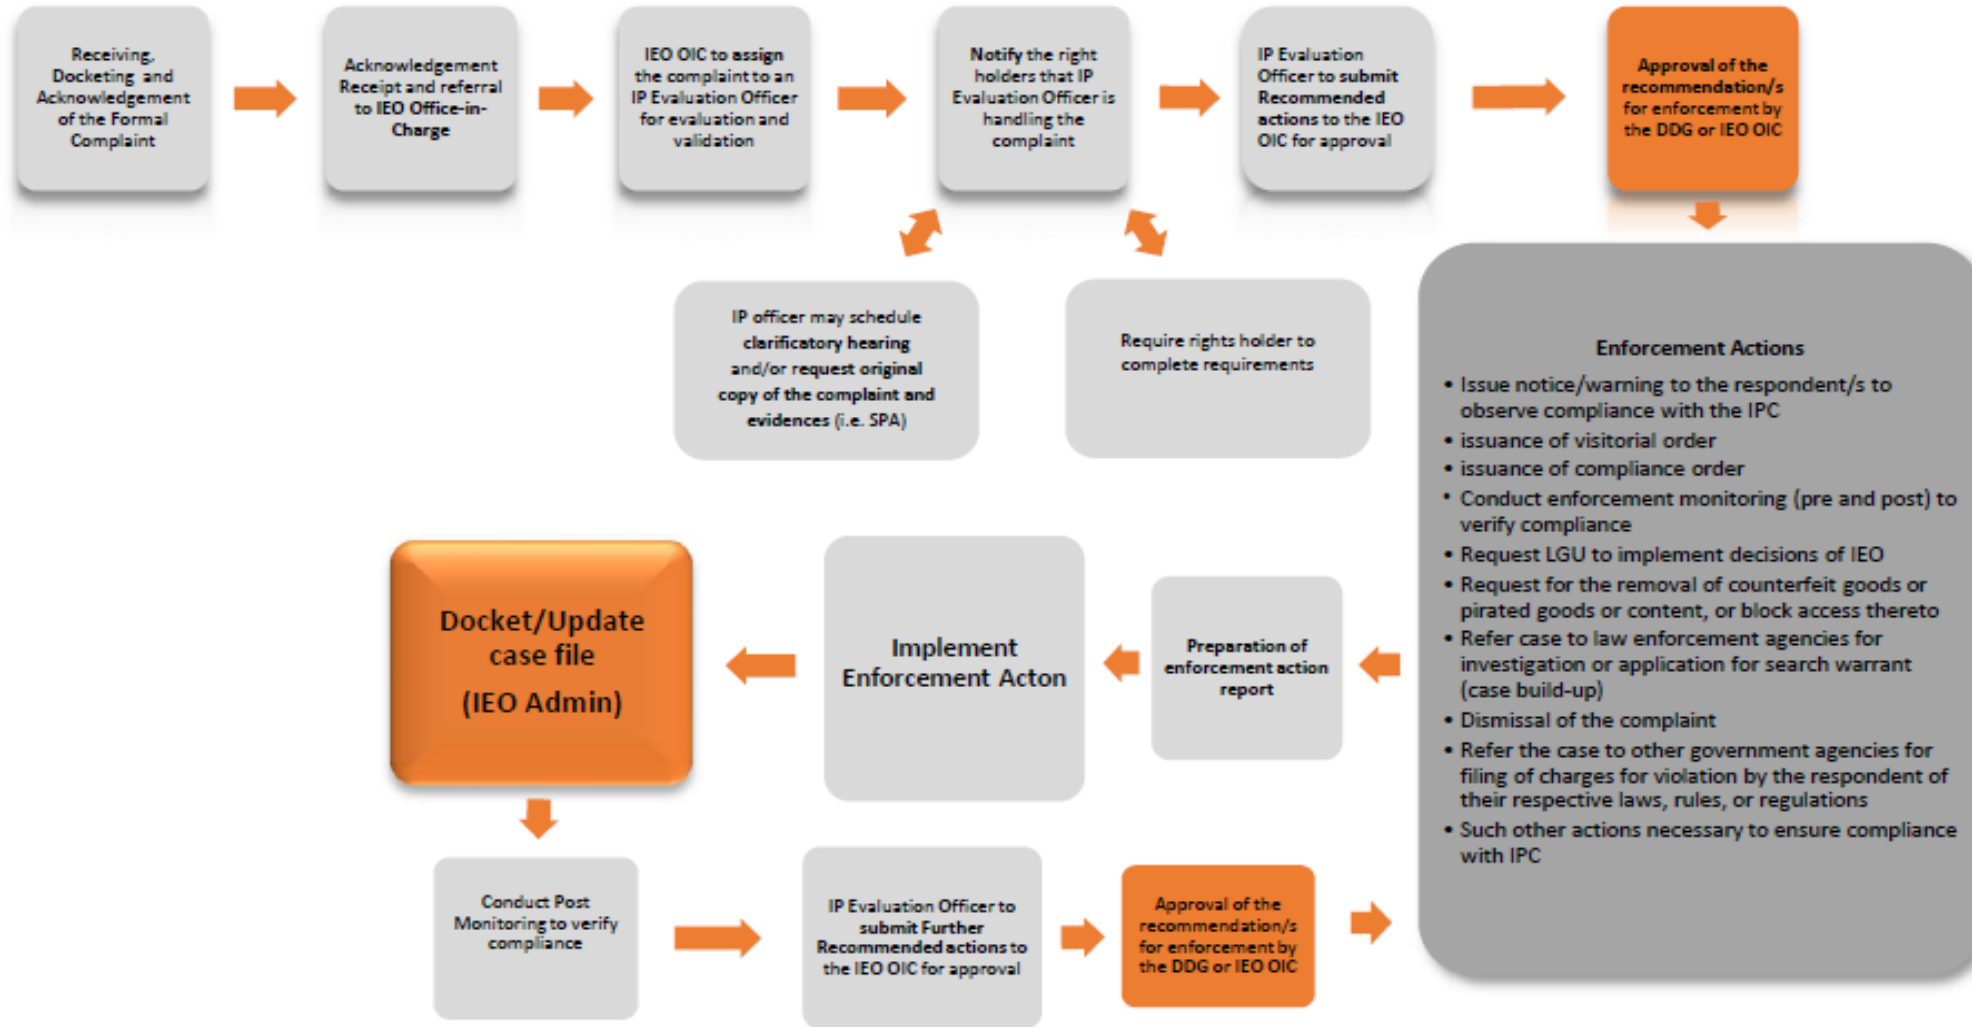 Receiving,
Docketing and
Acknowledgement
of the Formal
Complaint
Acknowledgement
Receipt and referral
to IEO Office-in-
Charge
IEO OIC to assign
the complaint to an
IP Evaluation Officer
for evaluation and
validation
Notify the right
holders that IP
Evaluation Officer is
handling the
complaint
IP Evaluation
Officer to submit
Recommended
actions to the IEO
OIC for approval
Approval of the
recommendation/s
for enforcement by
the DDG or IEO OIC
IP officer may schedule
clarificatory hearing
and/or request original
copy of the complaint and
evidences (i.e. SPA)
Require rights holder to
complete requirements
Enforcement Actions
• Issue notice/warning to the respondent/s to
observe compliance with the IPC
• issuance of visitorial order
• issuance of compliance order
• Conduct enforcement monitoring (pre and post) to
verify compliance
• Request LGU to implement decisions of IEO
• Request for the removal of counterfeit goods or
pirated goods or content, or block access thereto
• Refer case to law enforcement agencies for
investigation or application for search warrant
(case build-up)
• Dismissal of the complaint
• Refer the case to other government agencies for
filing of charges for violation by the respondent of
their respective laws, rules, or regulations
• Such other actions necessary to ensure compliance
with IPC
Preparation of
enforcement action
report
Implement
Enforcement Acton
Docket/Update
case file
(IEO Admin)
Conduct Post
Monitoring to verify
compliance
IP Evaluation Officer to
submit Further
Recommended actions to
the IEO OIC for approval
Approval of the
recommendation/s
for enforcement by
the DDG or IEO OIC